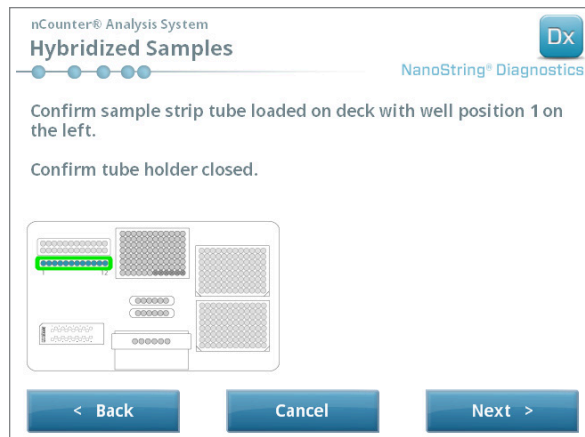 nCounter® Analysis System
Hybridized Samples
Dx
NanoString® Diagnostics
Confirm sample strip tube loaded on deck with well position 1 on
the left.
Confirm tube holder closed.
1 12
< Back
Cancel
Next >